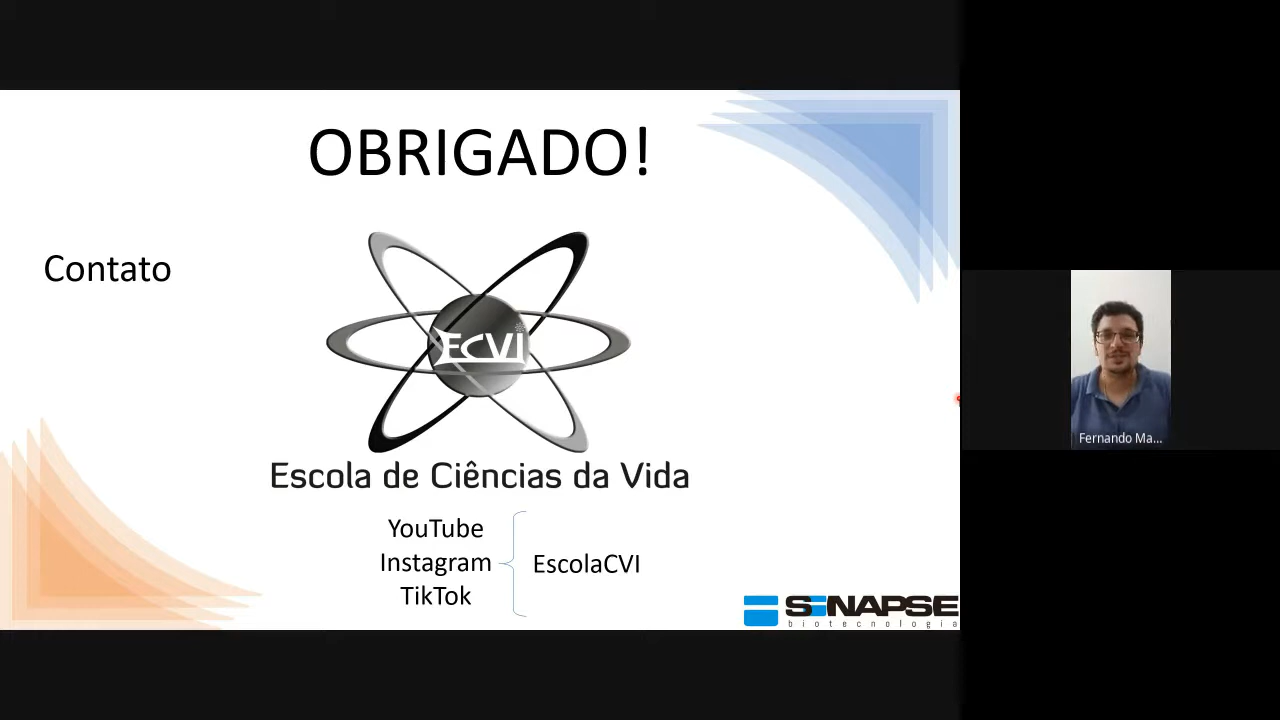 OBRIGADO!
Contato
ECVI
Escola de Ciências da Vida
YouTube
Instagram
TikTok
EscolaCVI
SINAPSE
biotecnologia
Fernando Ma...